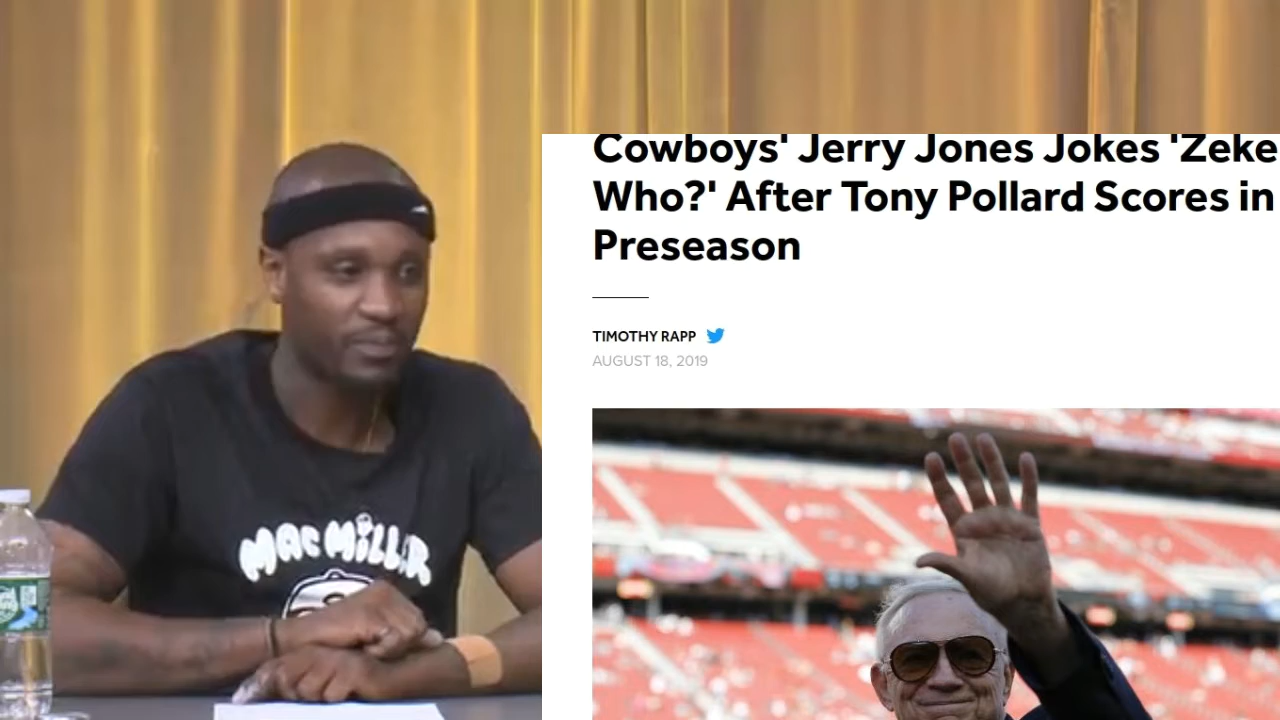 Cowboys' Jerry Jones Jokes 'Zeke
Who?' After Tony Pollard Scores in
Preseason
TIMOTHY RAPP
AUGUST 18, 2019
MAC MILLER